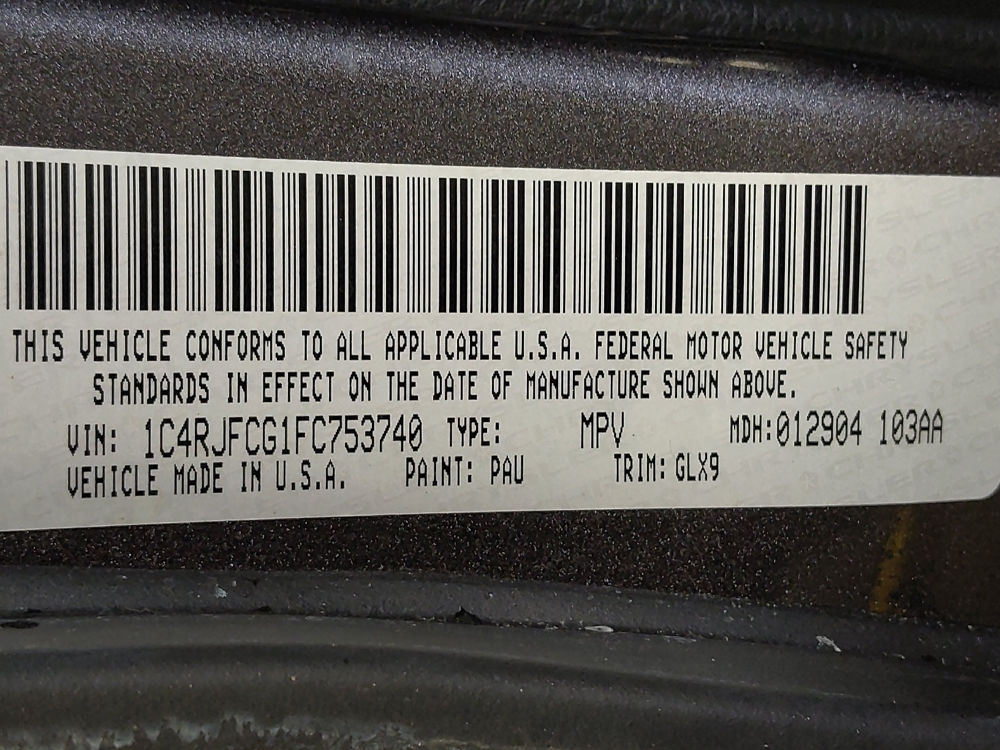 THIS VEHICLE CONFORMS TO ALL APPLICABLE U.S.A. FEDERAL MOTOR VEHICLE SAFETY
STANDARDS IN EFFECT ON THE DATE OF MANUFACTURE SHOWN ABOVE.
VIN: 1C4RJFCG1FC753740 TYPE: MPV MDH:012904 103AA
VEHICLE MADE IN U.S.A. PAINT: PAU TRIM: GLX9